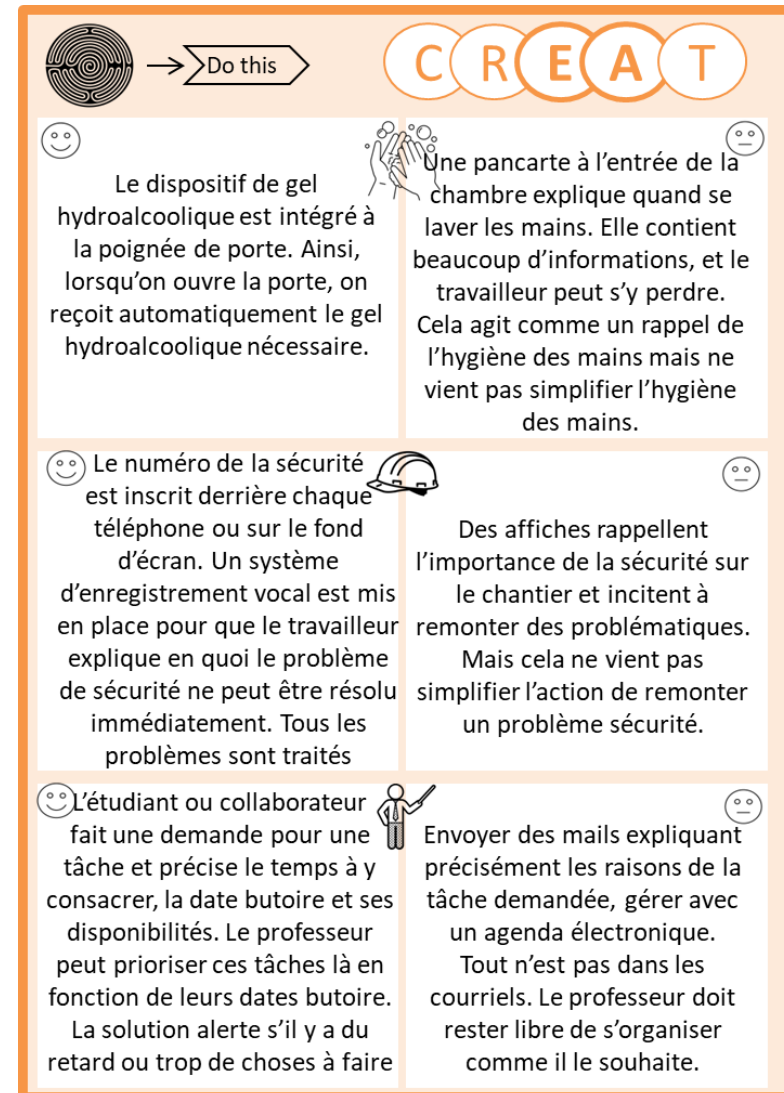 Do this
C R E A T
Le dispositif de gel
hydroalcoolique est intégré à
la poignée de porte. Ainsi,
lorsqu’on ouvre la porte, on
reçoit automatiquement le gel
hydroalcoolique nécessaire.
Une pancarte à l’entrée de la
chambre explique quand se
laver les mains. Elle contient
beaucoup d’informations, et le
travailleur peut s’y perdre.
Cela agit comme un rappel de
l’hygiène des mains mais ne
vient pas simplifier l’hygiène
des mains.
Le numéro de la sécurité
est inscrit derrière chaque
téléphone ou sur le fond
d’écran. Un système
d’enregistrement vocal est mis
en place pour que le travailleur
explique en quoi le problème
de sécurité ne peut être résolu
immédiatement. Tous les
problèmes sont traités
Des affiches rappellent
l’importance de la sécurité sur
le chantier et incitent à
remonter des problématiques.
Mais cela ne vient pas
simplifier l’action de remonter
un problème sécurité.
L’étudiant ou collaborateur
fait une demande pour une
tâche et précise le temps à y
consacrer, la date butoire et ses
disponibilités. Le professeur
peut prioriser ces tâches là en
fonction de leurs dates butoire.
La solution alerte s’il y a du
retard ou trop de choses à faire
Envoyer des mails expliquant
précisément les raisons de la
tâche demandée, gérer avec
un agenda électronique.
Tout n’est pas dans les
courriels. Le professeur doit
rester libre de s’organiser
comme il le souhaite.